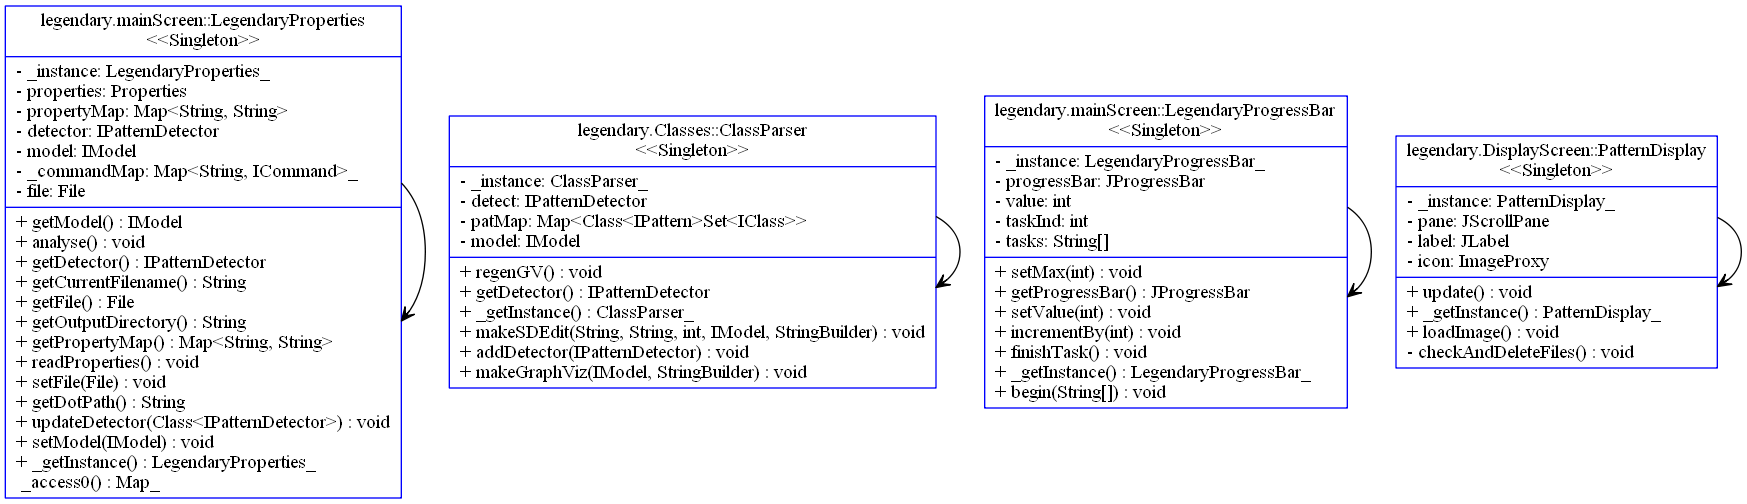 legendary.mainScreen::LegendaryProperties
<<Singleton>>
- _instance: LegendaryProperties_
- properties: Properties
- propertyMap: Map<String, String>
- detector: IPatternDetector
- model: IModel
- _commandMap: Map<String, ICommand>_
- file: File
+ getModel() : IModel
+ analyse() : void
+ getDetector() : IPatternDetector
+ getCurrentFilename() : String
+ getFile() : File
+ getOutputDirectory() : String
+ getPropertyMap() : Map<String, String>
+ readProperties() : void
+ setFile(File) : void
+ getDotPath() : String
+ updateDetector(Class<IPatternDetector>) : void
+ setModel(IModel) : void
+ _getInstance() : LegendaryProperties_
_access0() : Map_
legendary.Classes::ClassParser
<<Singleton>>
- _instance: ClassParser_
- detect: IPatternDetector
- patMap: Map<Class<IPattern>Set<IClass>>
- model: IModel
+ regenGV() : void
+ getDetector() : IPatternDetector
+ _getInstance() : ClassParser_
+ makeSDEdit(String, String, int, IModel, StringBuilder) : void
+ addDetector(IPatternDetector) : void
+ makeGraphViz(IModel, StringBuilder) : void
legendary.mainScreen::LegendaryProgressBar
<<Singleton>>
- _instance: LegendaryProgressBar_
- progressBar: JProgressBar
- value: int
- taskInd: int
- tasks: String[]
+ setMax(int) : void
+ getProgressBar() : JProgressBar
+ setValue(int) : void
+ incrementBy(int) : void
+ finishTask() : void
+ _getInstance() : LegendaryProgressBar_
+ begin(String[]) : void
legendary.DisplayScreen::PatternDisplay
<<Singleton>>
- _instance: PatternDisplay_
- pane: JScrollPane
- label: JLabel
- icon: ImageProxy
+ update() : void
+ _getInstance() : PatternDisplay_
+ loadImage() : void
- checkAndDeleteFiles() : void